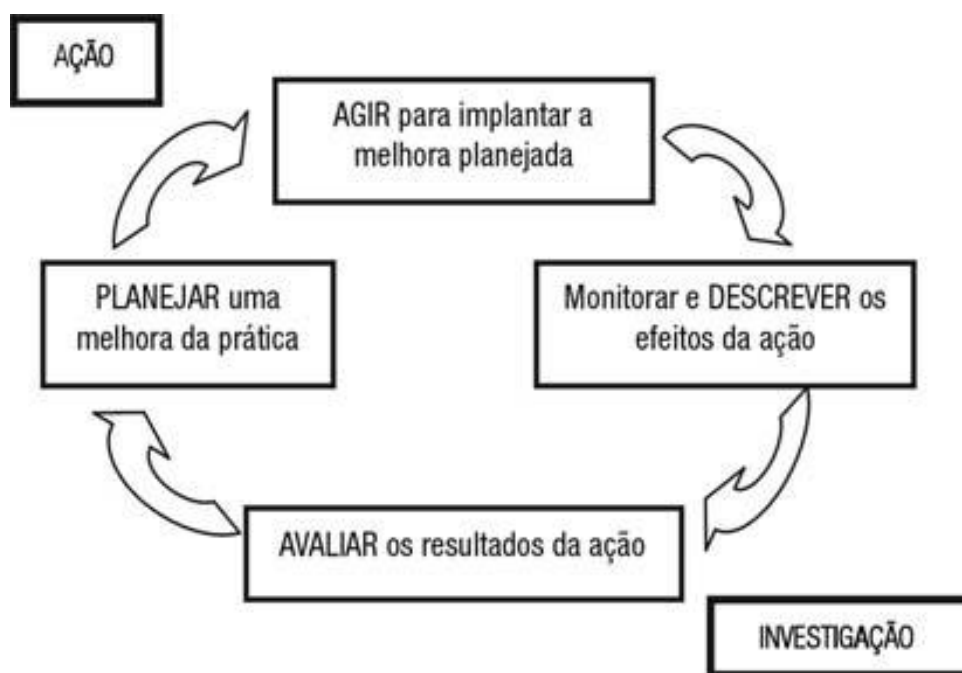 AÇÃO
AGIR para implantar a
melhora planejada
PLANEJAR uma
melhora da prática
Monitorar e DESCREVER os
efeitos da ação
AVALIAR os resultados da ação
INVESTIGAÇÃO